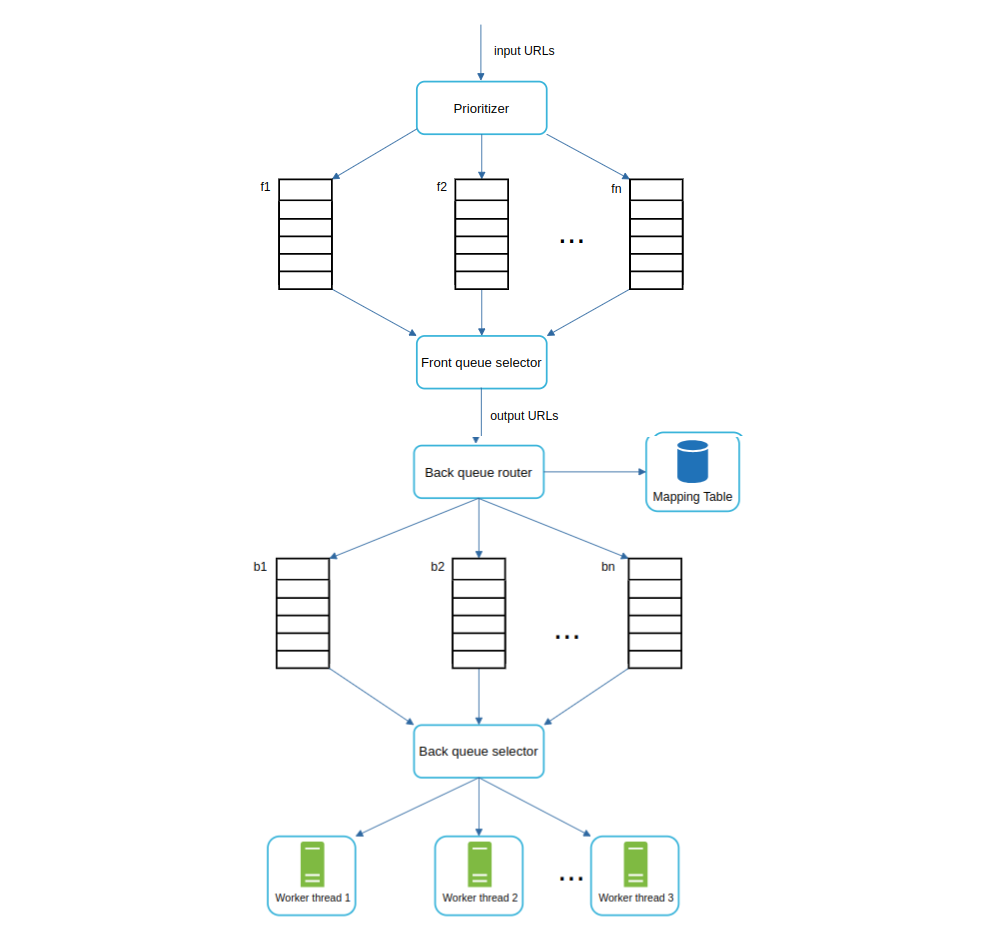 input URLs
Prioritizer
f1
f2
fn
...
Front queue selector
output URLs
Back queue router
Mapping Table
b1
b2
bn
...
Back queue selector
...
Worker thread 1
Worker thread 2
Worker thread 3